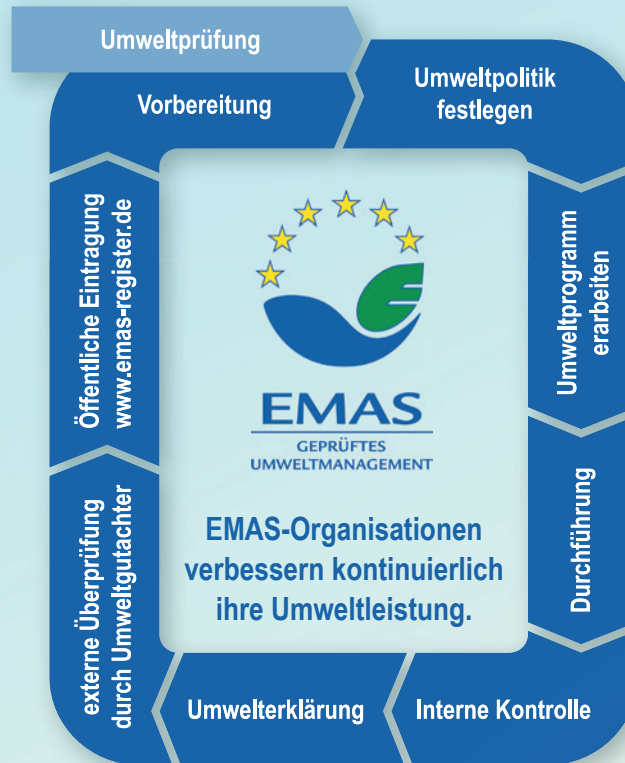 Umweltprüfung
Vorbereitung
Umweltpolitik
festlegen
Umweltprogramm
erarbeiten
Durchführung
Interne Kontrolle
Umwelterklärung
externe Überprüfung
durch Umweltgutachter
Öffentliche Eintragung
www.emas-register.de
EMAS
GEPRÜFTES
UMWELTMANAGEMENT
EMAS-Organisationen
verbessern kontinuierlich
ihre Umweltleistung.